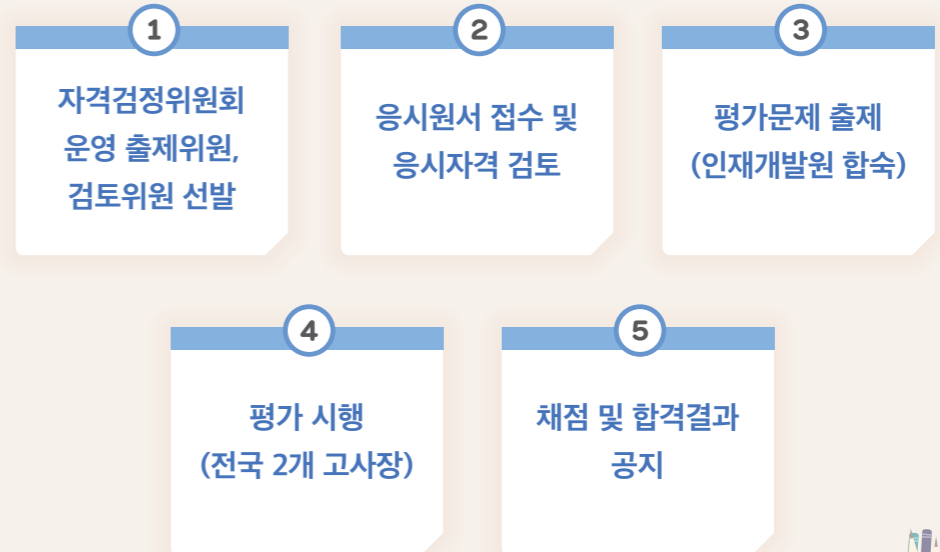 1
자격검정위원회
운영 출제위원,
검토위원 선발
2
응시원서 접수 및
응시자격 검토
3
평가문제 출제
(인재개발원 합숙)
4
평가 시행
(전국 2개 고사장)
5
채점 및 합격결과
공지